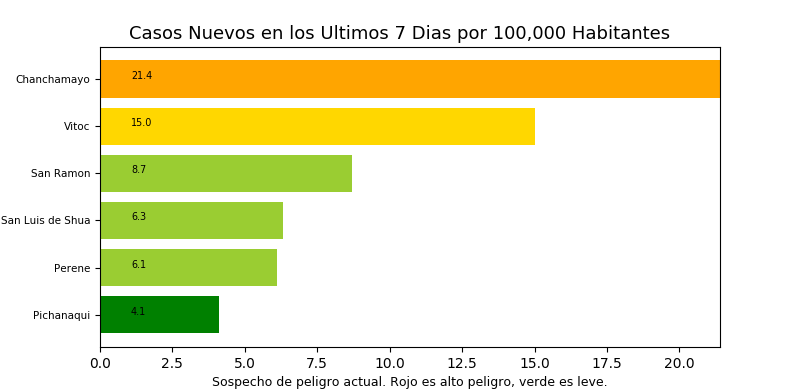 Casos Nuevos en los Ultimos 7 Dias por 100,000 Habitantes
Chanchamayo 21.4
Vitoc 15.0
San Ramon 8.7
San Luis de Shua 6.3
Perene 6.1
Pichanaqui 4.1
0.0 2.5 5.0 7.5 10.0 12.5 15.0 17.5 20.0
Sospecho de peligro actual. Rojo es alto peligro, verde es leve.